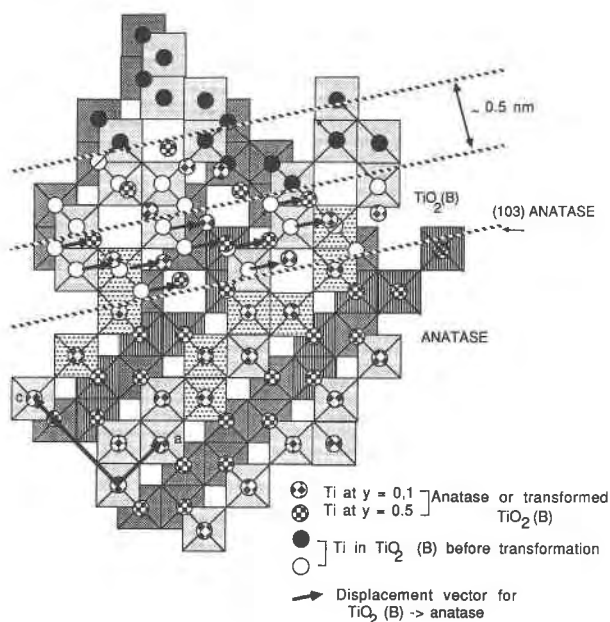 ~ 0.5 nm
TiO2(B)
(103) ANATASE
ANATASE
c
a
Ti at y = 0,1
Ti at y = 0.5
Anatase or transformed
TiO2(B)
Ti in TiO2 (B) before transformation
Displacement vector for
TiO2(B) -> anatase